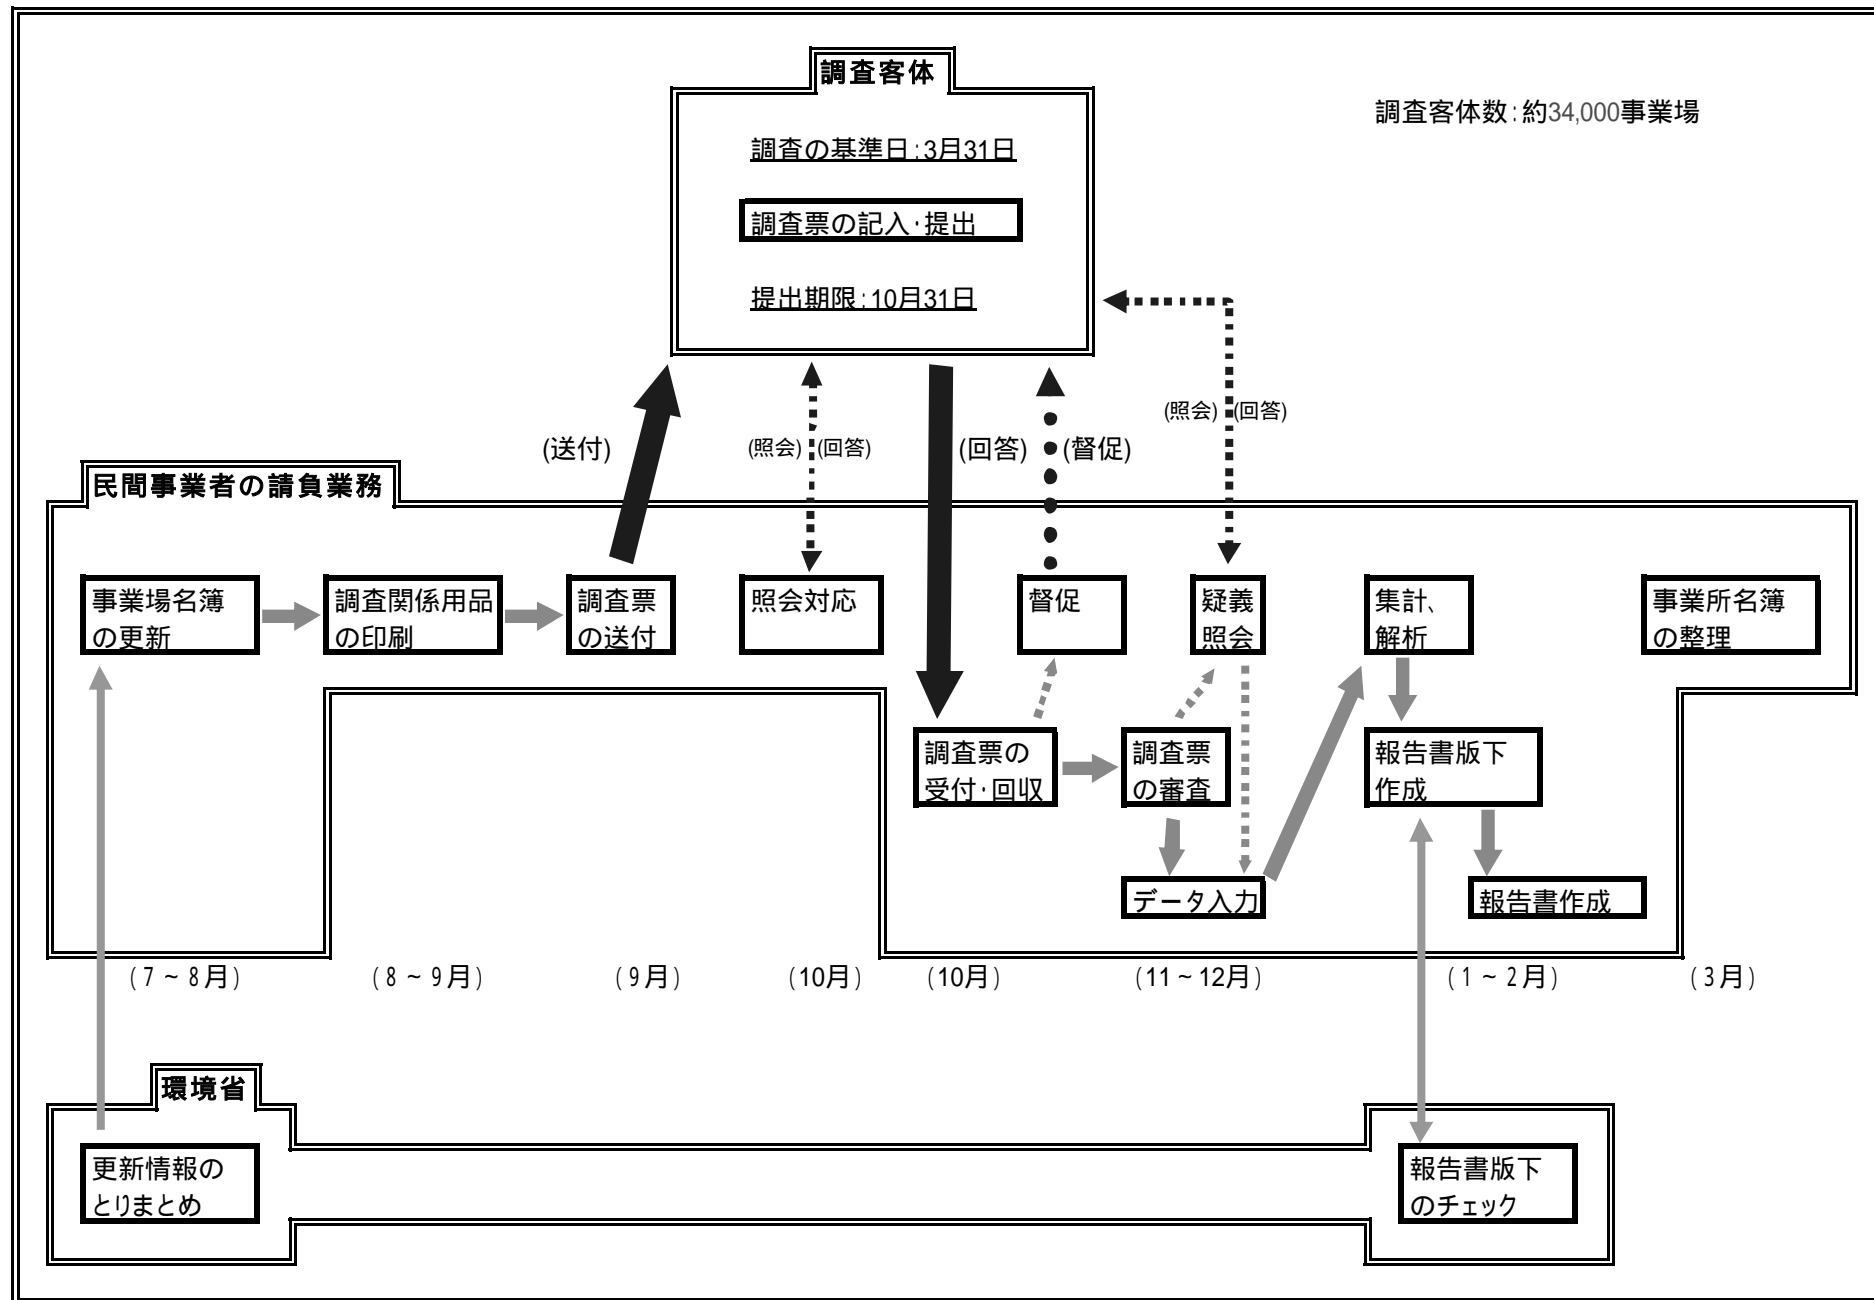 調査客体
調査客体数:約34,000事業場
調査の基準日:3月31日
調査票の記入・提出
提出期限:10月31日
(照会)
(回答)
(送付)
(照会)
(回答)
(回答)
(督促)
民間事業者の請負業務
事業場名簿
の更新
調査関係用品
の印刷
調査票
の送付
照会対応
督促
疑義
照会
集計、
解析
事業所名簿
の整理
調査票の
受付・回収
調査票
の審査
報告書版下
作成
データ入力
報告書作成
(7~8月)
(8~9月)
(9月)
(10月)
(10月)
(11~12月)
(1~2月)
(3月)
環境省
更新情報の
とりまとめ
報告書版下
のチェック